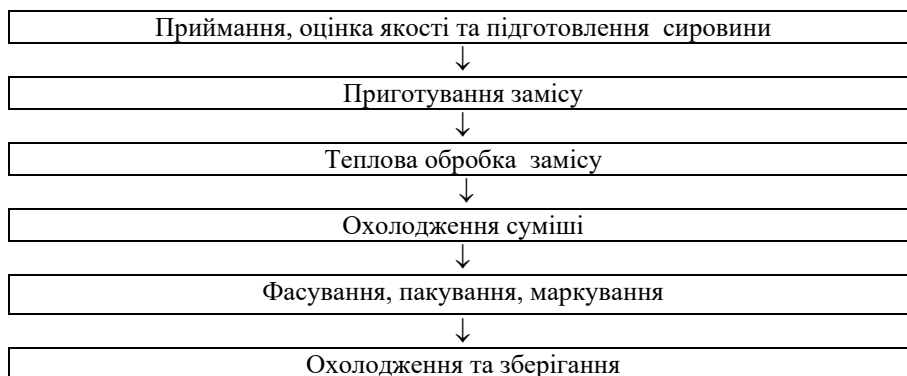 Приймання, оцінка якості та підготовлення сировини
↓
Приготування замісу
↓
Теплова обробка замісу
↓
Охолодження суміші
↓
Фасування, пакування, маркування
↓
Охолодження та зберігання